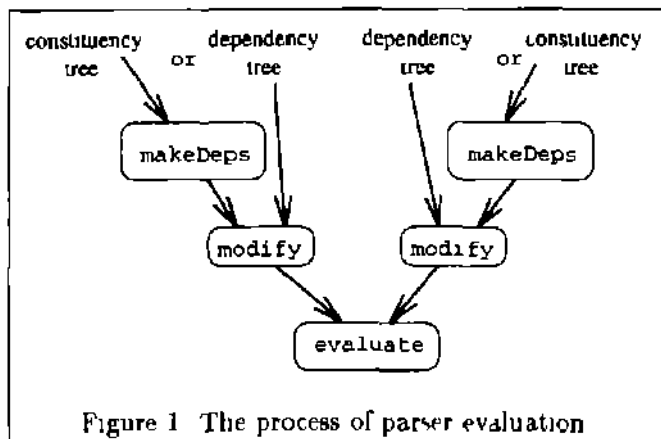 constituency dependency dependency constituency
tree or tree tree or tree
makeDeps makeDeps
modify modify
evaluate
Figure 1 The process of parser evaluation